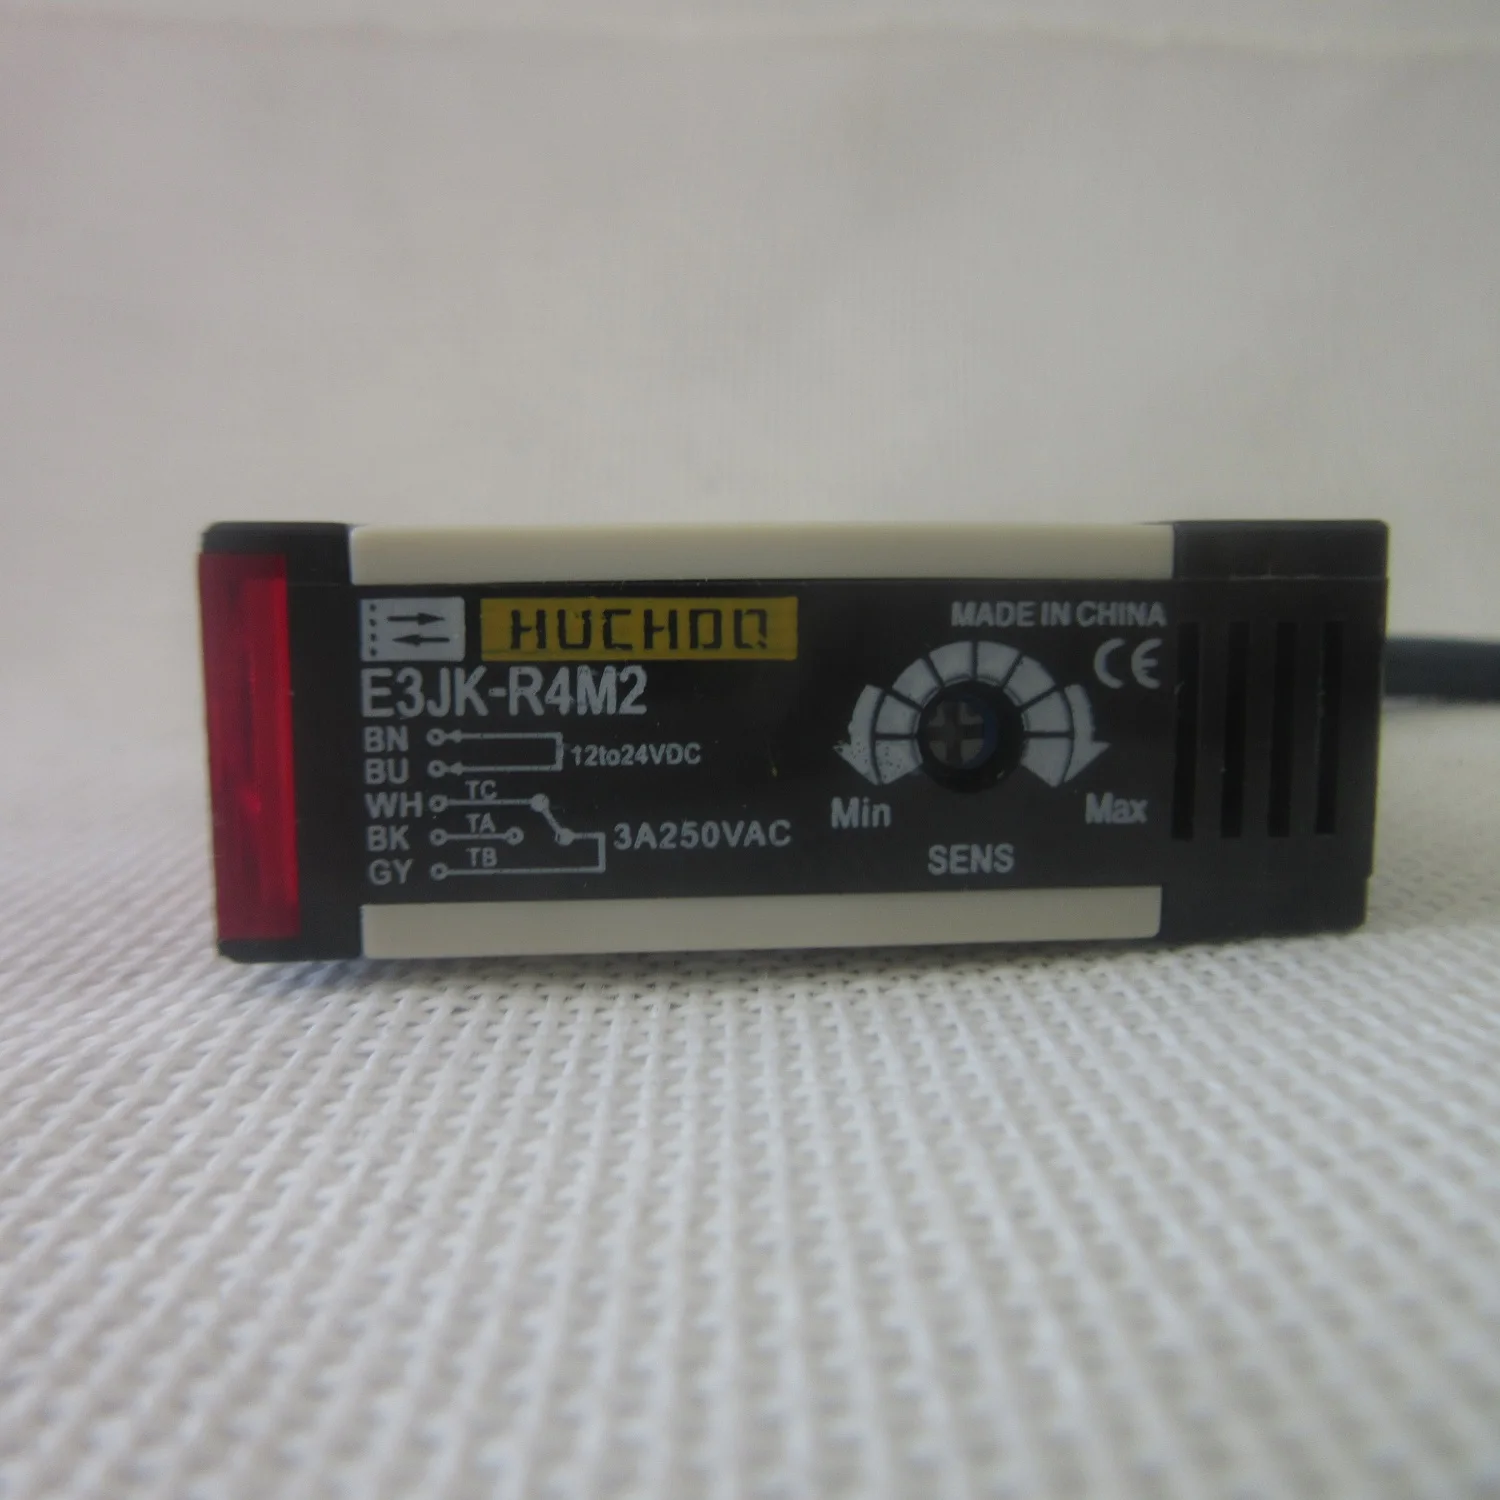 HUCHDQ
MADE IN CHINA
CE
E3JK-R4M2
BN
12to24VDC
BU
WH TC
BK TA
3A250VAC
GY TB
Min
Max
SENS